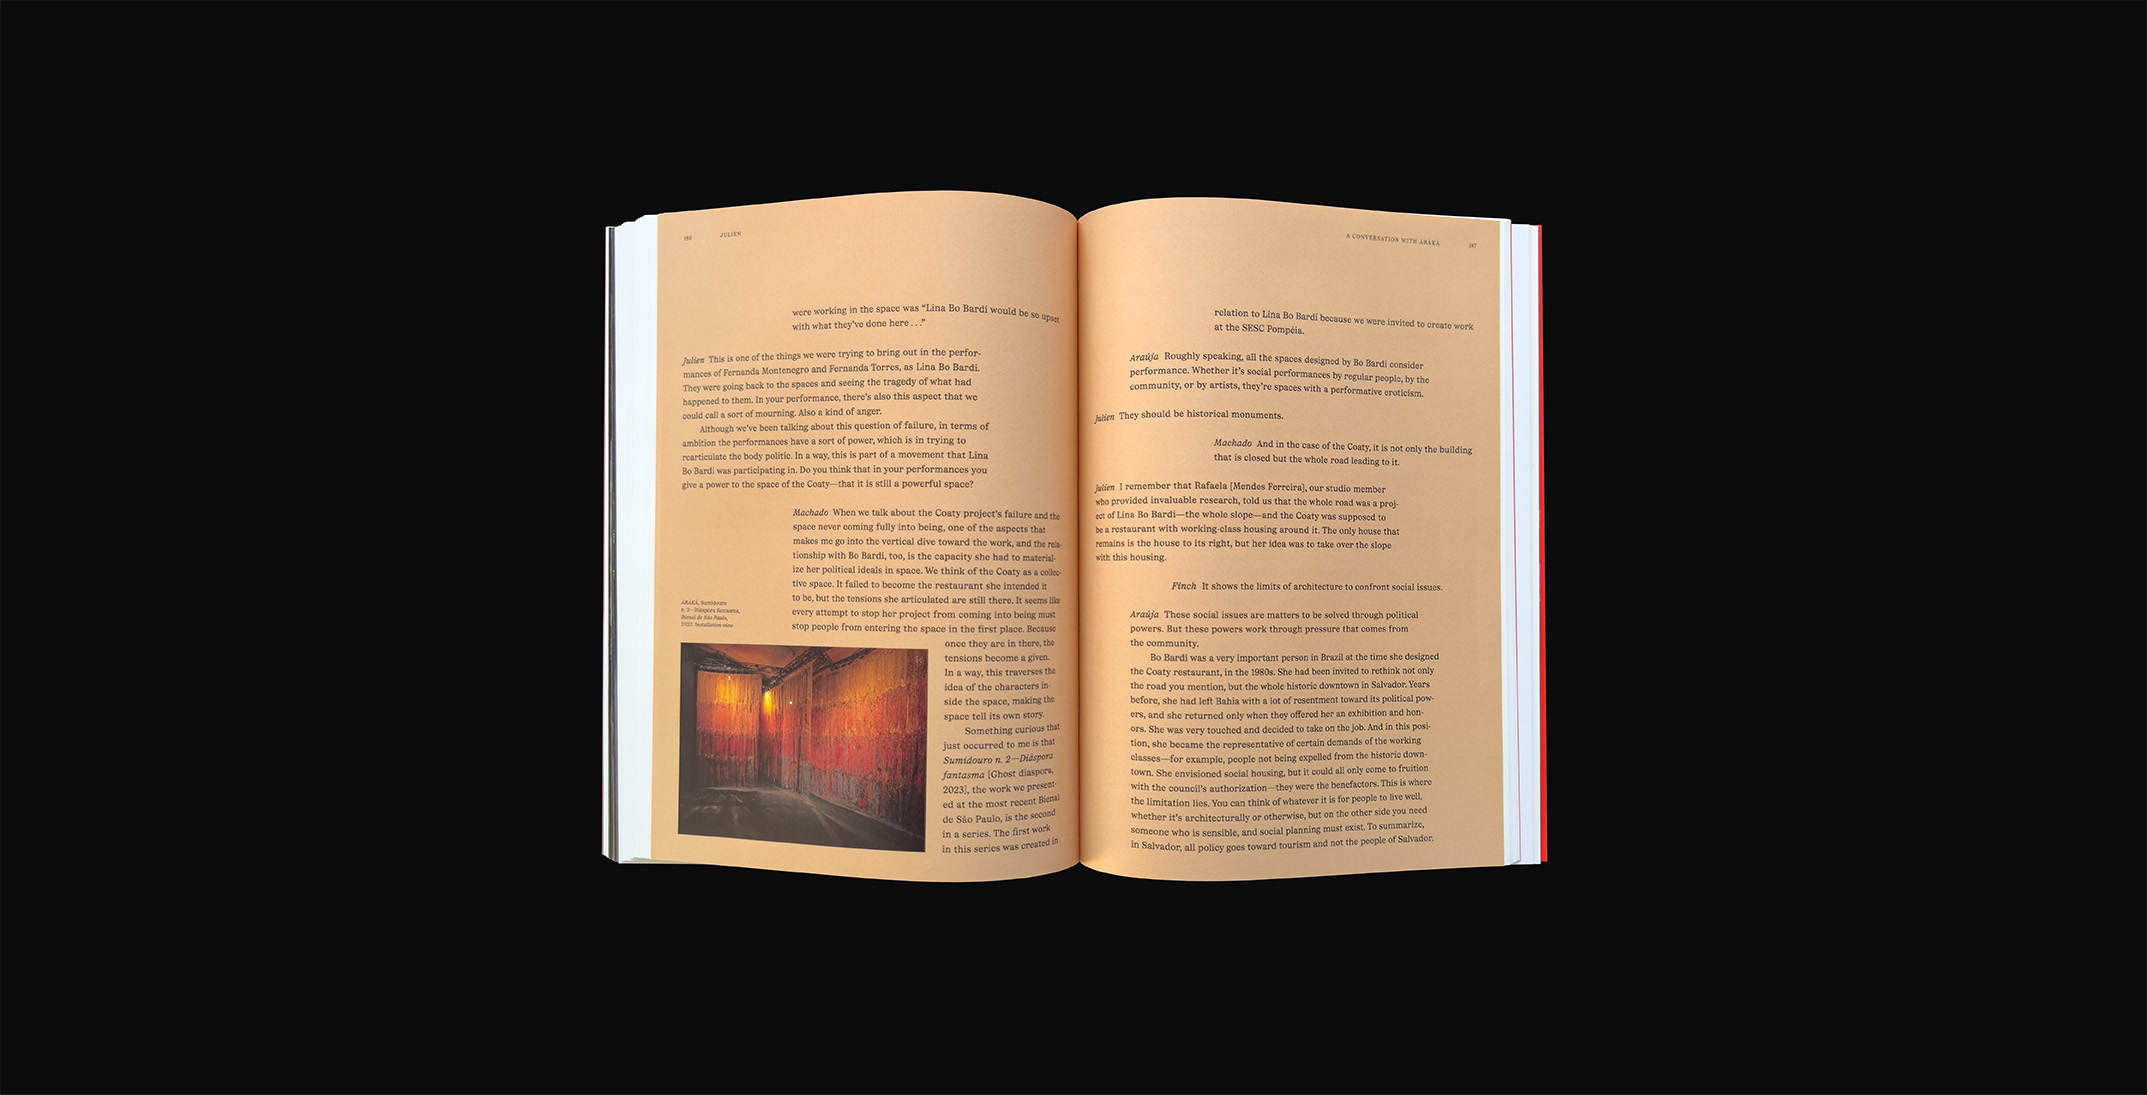 186 JULIEN
were working in the space was “Lina Bo Bardi would be so upset
with what they’ve done here . . .”
Julien This is one of the things we were trying to bring out in the perfor-
mances of Fernanda Montenegro and Fernanda Torres, as Lina Bo Bardi.
They were going back to the spaces and seeing the tragedy of what had
happened to them. In your performance, there’s also this aspect that we
could call a sort of mourning. Also a kind of anger.
Although we’ve been talking about this question of failure, in terms of
ambition the performances have a sort of power, which is in trying to
rearticulate the body politic. In a way, this is part of a movement that Lina
Bo Bardi was participating in. Do you think that in your performances you
give a power to the space of the Coaty—that it is still a powerful space?
Machado When we talk about the Coaty project’s failure and the
space never coming fully into being, one of the aspects that
makes me go into the vertical dive toward the work, and the rela-
tionship with Bo Bardi, too, is the capacity she had to material-
ize her political ideals in space. We think of the Coaty as a collec-
tive space. It failed to become the restaurant she intended it
to be, but the tensions she articulated are still there. It seems like
every attempt to stop her project from coming into being must
stop people from entering the space in the first place. Because
once they are in there, the
tensions become a given.
In a way, this traverses the
idea of the characters in-
side the space, making the
space tell its own story.
Something curious that
just occurred to me is that
Sumidouro n. 2—Diáspora
fantasma [Ghost diaspora,
2023], the work we present-
ed at the most recent Bienal
de São Paulo, is the second
in a series. The first work
in this series was created in
ARÀKÁ, Sumidouro
n. 2—Diáspora fantasma,
Bienal de São Paulo,
2023. Installation view
A CONVERSATION WITH ARÀKÁ 187
relation to Lina Bo Bardi because we were invited to create work
at the SESC Pompéia.
Araúja Roughly speaking, all the spaces designed by Bo Bardi consider
performance. Whether it’s social performances by regular people, by the
community, or by artists, they’re spaces with a performative eroticism.
Julien They should be historical monuments.
Machado And in the case of the Coaty, it is not only the building
that is closed but the whole road leading to it.
Julien I remember that Rafaela [Mendes Ferreira], our studio member
who provided invaluable research, told us that the whole road was a proj-
ect of Lina Bo Bardi—the whole slope—and the Coaty was supposed to
be a restaurant with working-class housing around it. The only house that
remains is the house to its right, but her idea was to take over the slope
with this housing.
Finch It shows the limits of architecture to confront social issues.
Araúja These social issues are matters to be solved through political
powers. But these powers work through pressure that comes from
the community.
Bo Bardi was a very important person in Brazil at the time she designed
the Coaty restaurant, in the 1980s. She had been invited to rethink not only
the road you mention, but the whole historic downtown in Salvador. Years
before, she had left Bahia with a lot of resentment toward its political pow-
ers, and she returned only when they offered her an exhibition and hon-
ors. She was very touched and decided to take on the job. And in this posi-
tion, she became the representative of certain demands of the working
classes—for example, people not being expelled from the historic down-
town. She envisioned social housing, but it could all only come to fruition
with the council’s authorization—they were the benefactors. This is where
the limitation lies. You can think of whatever it is for people to live well,
whether it’s architecturally or otherwise, but on the other side you need
someone who is sensible, and social planning must exist. To summarize,
in Salvador, all policy goes toward tourism and not the people of Salvador.